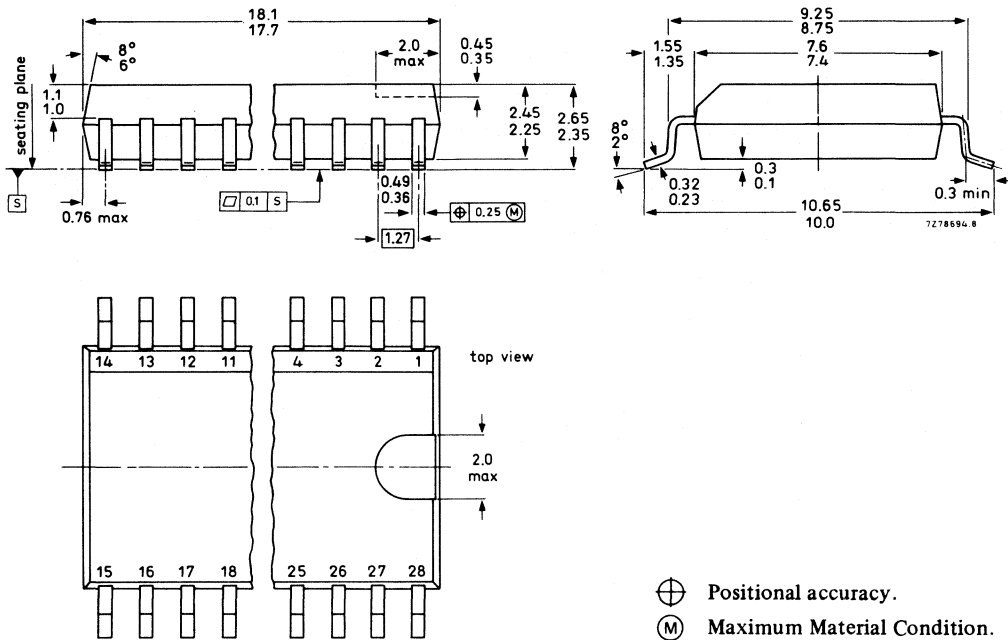 18.1
17.7
9.25
8.75
8°
6°
2.0
max
0.45
0.35
1.55
1.35
7.6
7.4
seating plane
1.1
1.0
2.45
2.25
2.65
2.35
8°
2°
S
0.76 max
0.1 S
0.49
0.36
0.25 M
1.27
0.32
0.23
0.3
0.1
0.3 min
10.65
10.0
7Z78694.8
14 13 12 11 4 3 2 1
top view
2.0
max
15 16 17 18 25 26 27 28
Positional accuracy.
M Maximum Material Condition.